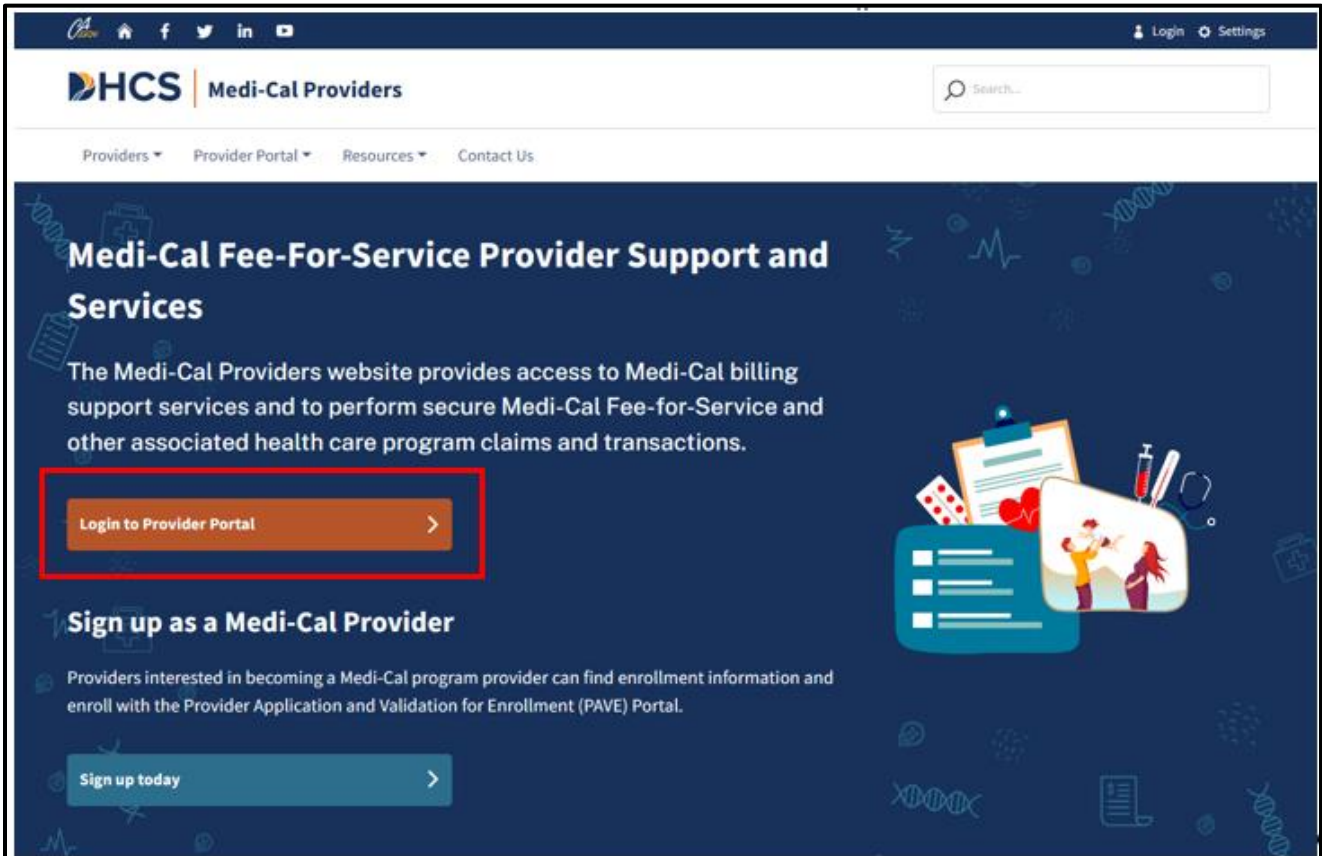 Login Settings
HCS Medi-Cal Providers
Search...
Providers Provider Portal Resources Contact Us
Medi-Cal Fee-For-Service Provider Support and
Services
The Medi-Cal Providers website provides access to Medi-Cal billing
support services and to perform secure Medi-Cal Fee-for-Service and
other associated health care program claims and transactions.
Login to Provider Portal
Sign up as a Medi-Cal Provider
Providers interested in becoming a Medi-Cal program provider can find enrollment information and
enroll with the Provider Application and Validation for Enrollment (PAVE) Portal.
Sign up today